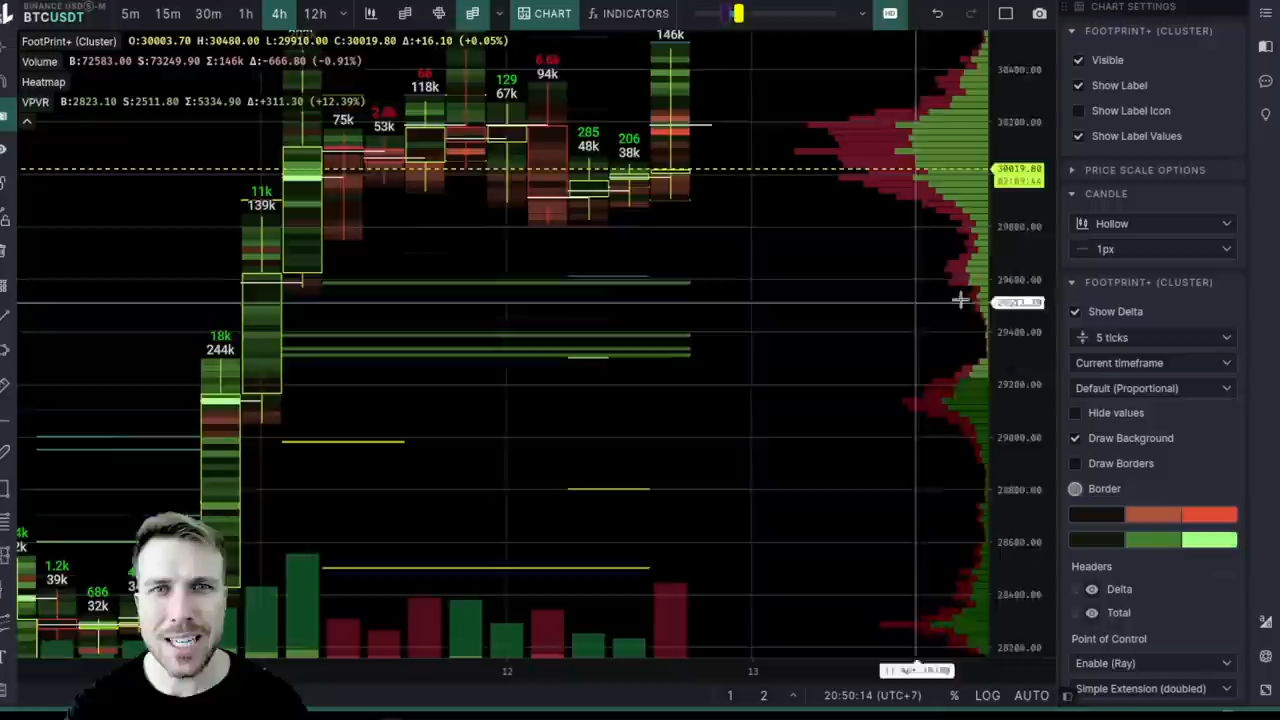 BINANCE USDⓈ-M
BTCUSDT
5m 15m 30m 1h 4h 12h CHART INDICATORS HD
FootPrint+ (Cluster) O:30003.70 H:30480.00 L:29910.00 C:30019.80 Δ:+16.10 (+0.05%)
Volume B:72583.00 S:73249.90 Σ:146k Δ:-666.80 (-0.91%)
Heatmap
VPVR B:2823.10 S:2511.80 Σ:5334.90 Δ:+311.30 (+12.39%)
146k
118k
129
67k
94k
75k
53k
285
48k
206
38k
11k
139k
18k
244k
1.2k
39k
686
32k
30400.00
30200.00
30019.80
29800.00
29600.00
29400.00
29200.00
29000.00
28800.00
28600.00
28400.00
28200.00
12 13
1 2 20:50:14 (UTC+7) % LOG AUTO
CHART SETTINGS
FOOTPRINT+ (CLUSTER)
Visible
Show Label
Show Label Icon
Show Label Values
PRICE SCALE OPTIONS
CANDLE
Hollow
1px
FOOTPRINT+ (CLUSTER)
Show Delta
5 ticks
Current timeframe
Default (Proportional)
Hide values
Draw Background
Draw Borders
Border
Headers
Delta
Total
Point of Control
Enable (Ray)
Simple Extension (doubled)